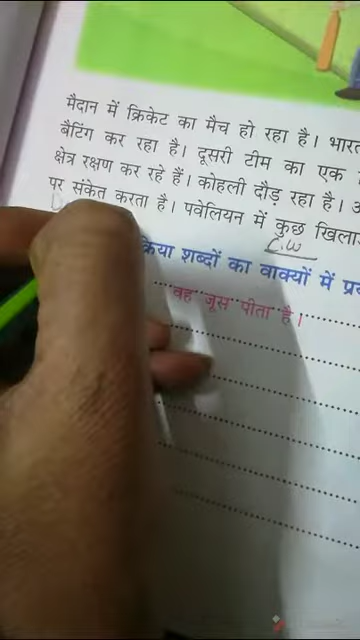 मैदान में क्रिकेट का मैच हो रहा है। भारत
बैटिंग कर रहा है। दूसरी टीम का एक
क्षेत्र रक्षण कर रहे हैं। कोहली दौड़ रहा है।
पर संकेत करता है। पवेलियन में कुछ
C.W
क्रिया शब्दों का वाक्यों में
वह जूस पीता है।